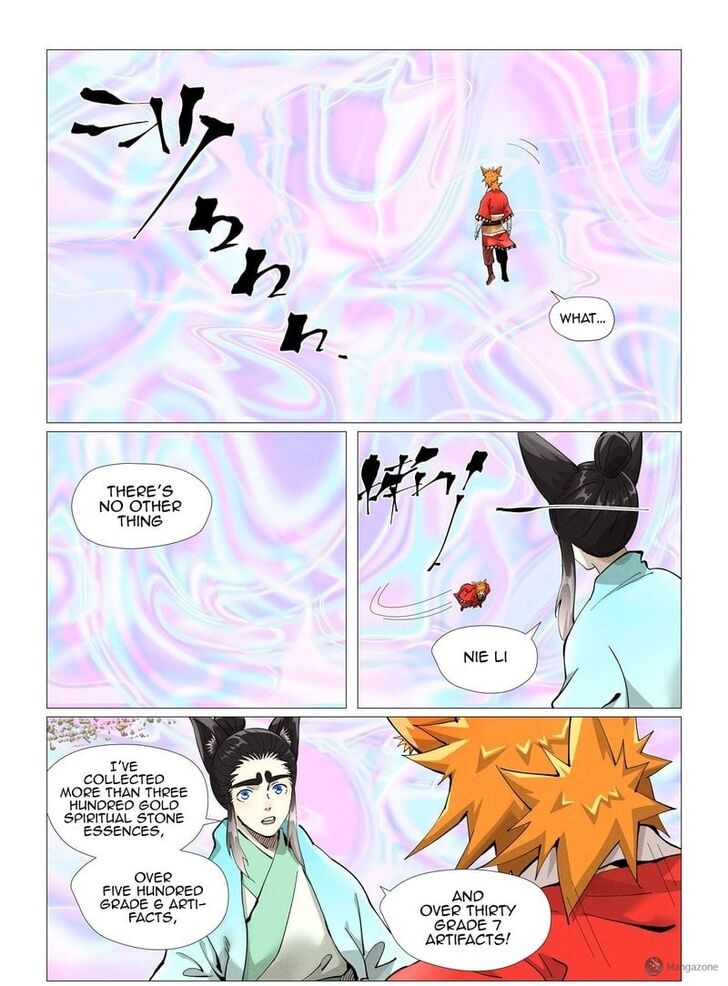 WHAT...
THERE'S
NO OTHER
THING
NIE LI
I'VE
COLLECTED
MORE THAN THREE
HUNDRED GOLD
SPIRITUAL STONE
ESSENCES,
OVER
FIVE HUNDRED
GRADE 6 ARTI-
FACTS,
AND
OVER THIRTY
GRADE 7
ARTIFACTS!
Mangazone